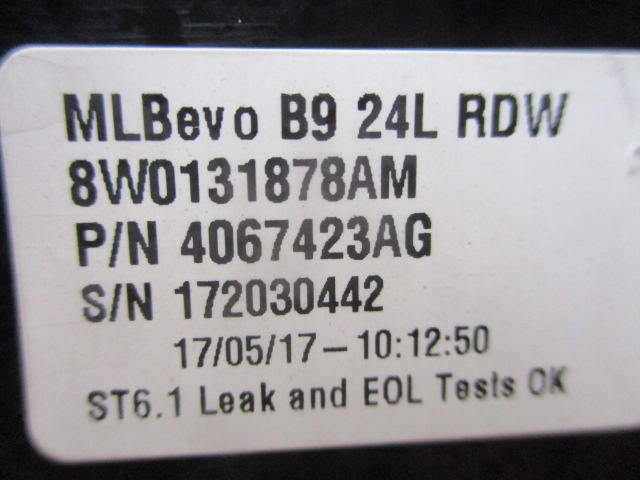 MLBevo B9 24L RDW
8W0131878AM
P/N 4067423AG
S/N 172030442
17/05/17-10:12:50
ST6.1 Leak and EOL Tests OK